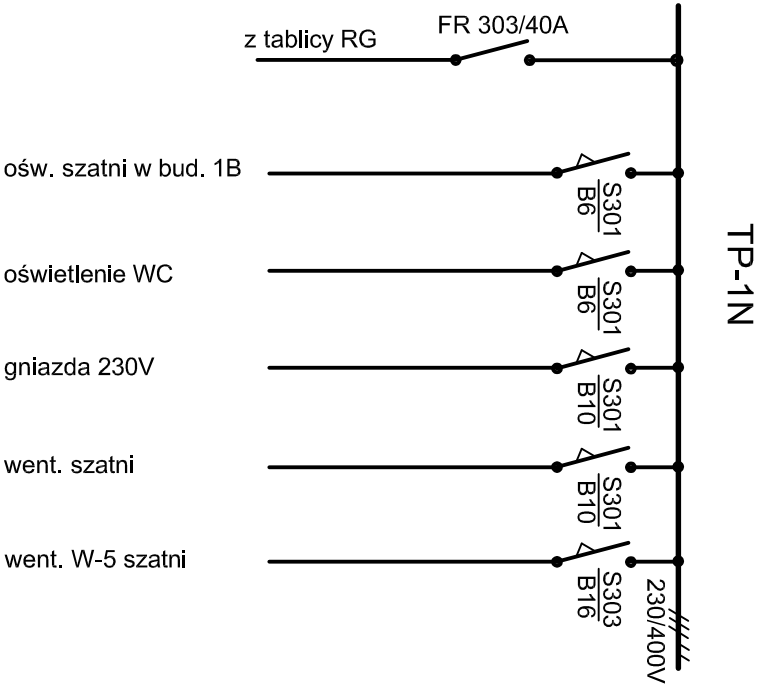 z tablicy RG
FR 303/40A
ośw. szatni w bud. 1B
S301
B6
oświetlenie WC
S301
B6
gniazda 230V
S301
B10
went. szatni
S301
B10
went. W-5 szatni
S303
B16
230/400V
TP-1N